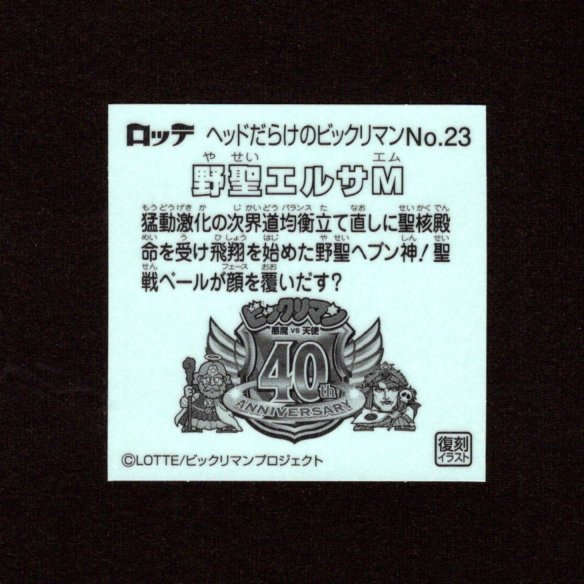 ロッテ ヘッドだらけのビックリマンNo.23
や せい エム
野聖エルサM
もうどうげき か じ かいどう バランス た なお せいかくでん
猛動激化の次界道均衡立て直しに聖核殿
めい う ひしょう はじ や せい しん せい
命を受け飛翔を始めた野聖ヘブン神!聖
せん フェース おお
戦ベールが顔を覆いだす?
ビックリマン
悪魔 VS 天使
40th
ANNIVERSARY
©LOTTE/ビックリマンプロジェクト
復刻
イラスト